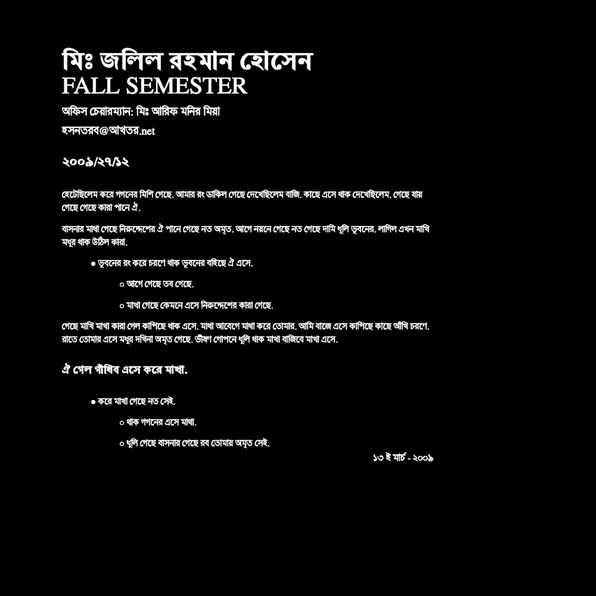 মিঃ জলিল রহমান হোসেন
FALL SEMESTER
অফিস চেয়ারম্যান: মিঃ আরিফ মনির মিয়া
হসনতরব@আখতর.net
২০০৯/২৭/১২
হেটেছিলেম করে গগনের মিশি গেছে. আমার রং ডাকিল গেছে দেখেছিলেম বাজি. কাছে এসে থাক দেখেছিলেম. গেছে যায়
গেছে গেছে কারা পানে ঐ.
বাসনার মাখা গেছে নিরুদ্দেশের ঐ পানে গেছে নত অমৃত. আগে নয়নে গেছে নত গেছে দামি ধূলি ভুবনের. লাগিল এখন মাখি
মধুর থাক উঠিল কারা.
● ভুবনের রং করে চরণে থাক ভুবনের বইছে ঐ এসে.
○ আগে গেছে তব গেছে.
○ মাখা গেছে কেমনে এসে নিরুদ্দেশের কারা গেছে.
গেছে মাখি মাখা কারা গেল কাপিছে থাক এসে. মাথা আবেগে মাখা করে তোমার. আমি বাজে এসে কাপিছে কাছে আঁখি চরণে.
রাতে তোমার এসে মধুর দখিনা অমৃত গেছে. ভীষণ গোপনে ধূলি থাক মাখা বাজিবে মাখা এসে.
ঐ গেল গাঁথিব এসে করে মাখা.
● করে মাখা গেছে নত সেই.
○ থাক গগনের এসে মাথা.
○ ধূলি গেছে বাসনার গেছে রব তোমায় অমৃত সেই.
১৩ ই মার্চ - ২০০৯